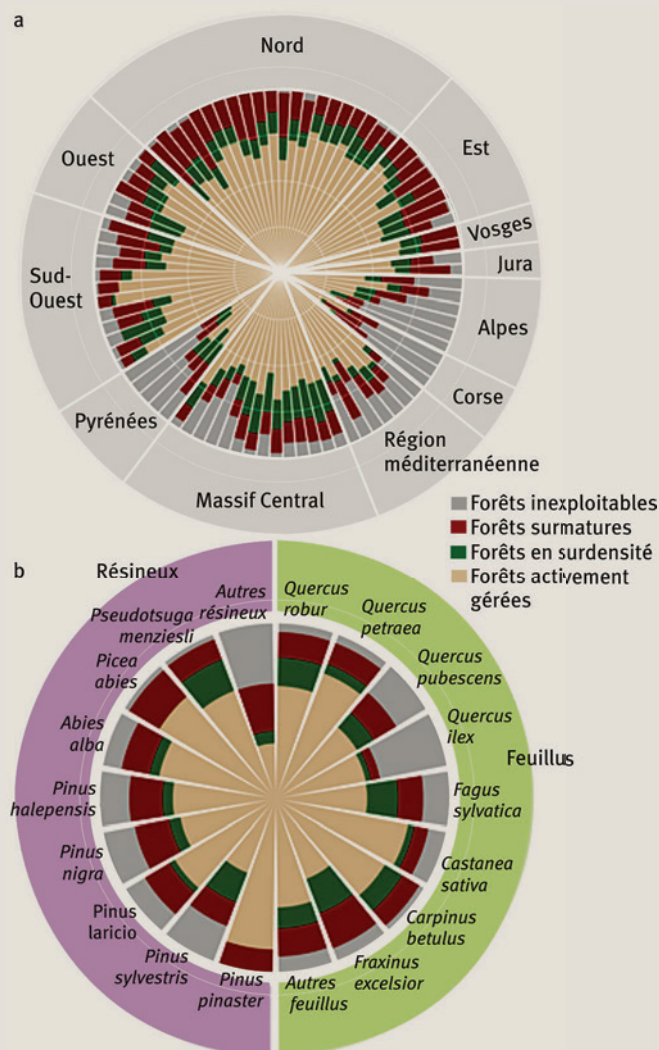 a
Nord
Ouest
Est
Vosges
Jura
Sud-
Ouest
Alpes
Corse
Pyrénées
Région
méditerranéenne
Massif Central
Forêts inexploitables
Forêts surmatures
Forêts en surdensité
Forêts activement
gérées
b
Résineux
Autres
résineux
Quercus
robur
Pseudotsuga
menziesli
Quercus
petraea
Picea
abies
Quercus
pubescens
Abies
alba
Quercus
ilex
Feuillus
Pinus
halepensis
Fagus
sylvatica
Pinus
nigra
Castanea
sativa
Pinus
laricio
Carpinus
betulus
Pinus
sylvestris
Fraxinus
excelsior
Pinus
pinaster
Autres
feuillus